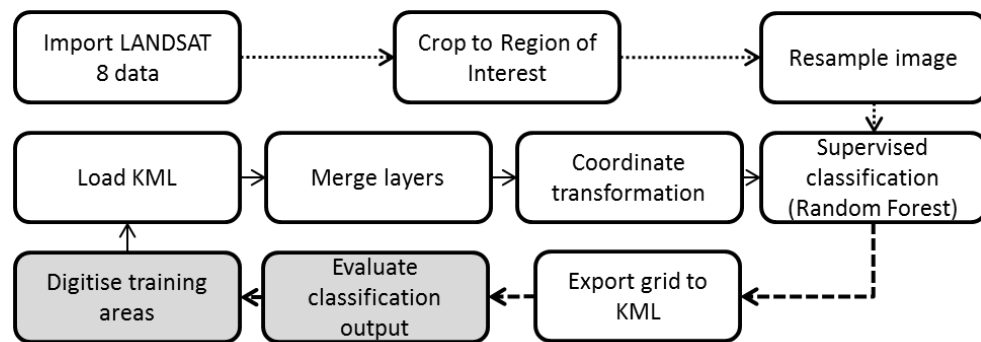 Import LANDSAT
8 data
Crop to Region of
Interest
Resample image
Load KML
Merge layers
Coordinate
transformation
Supervised
classification
(Random Forest)
Digitise training
areas
Evaluate
classification
output
Export grid to
KML